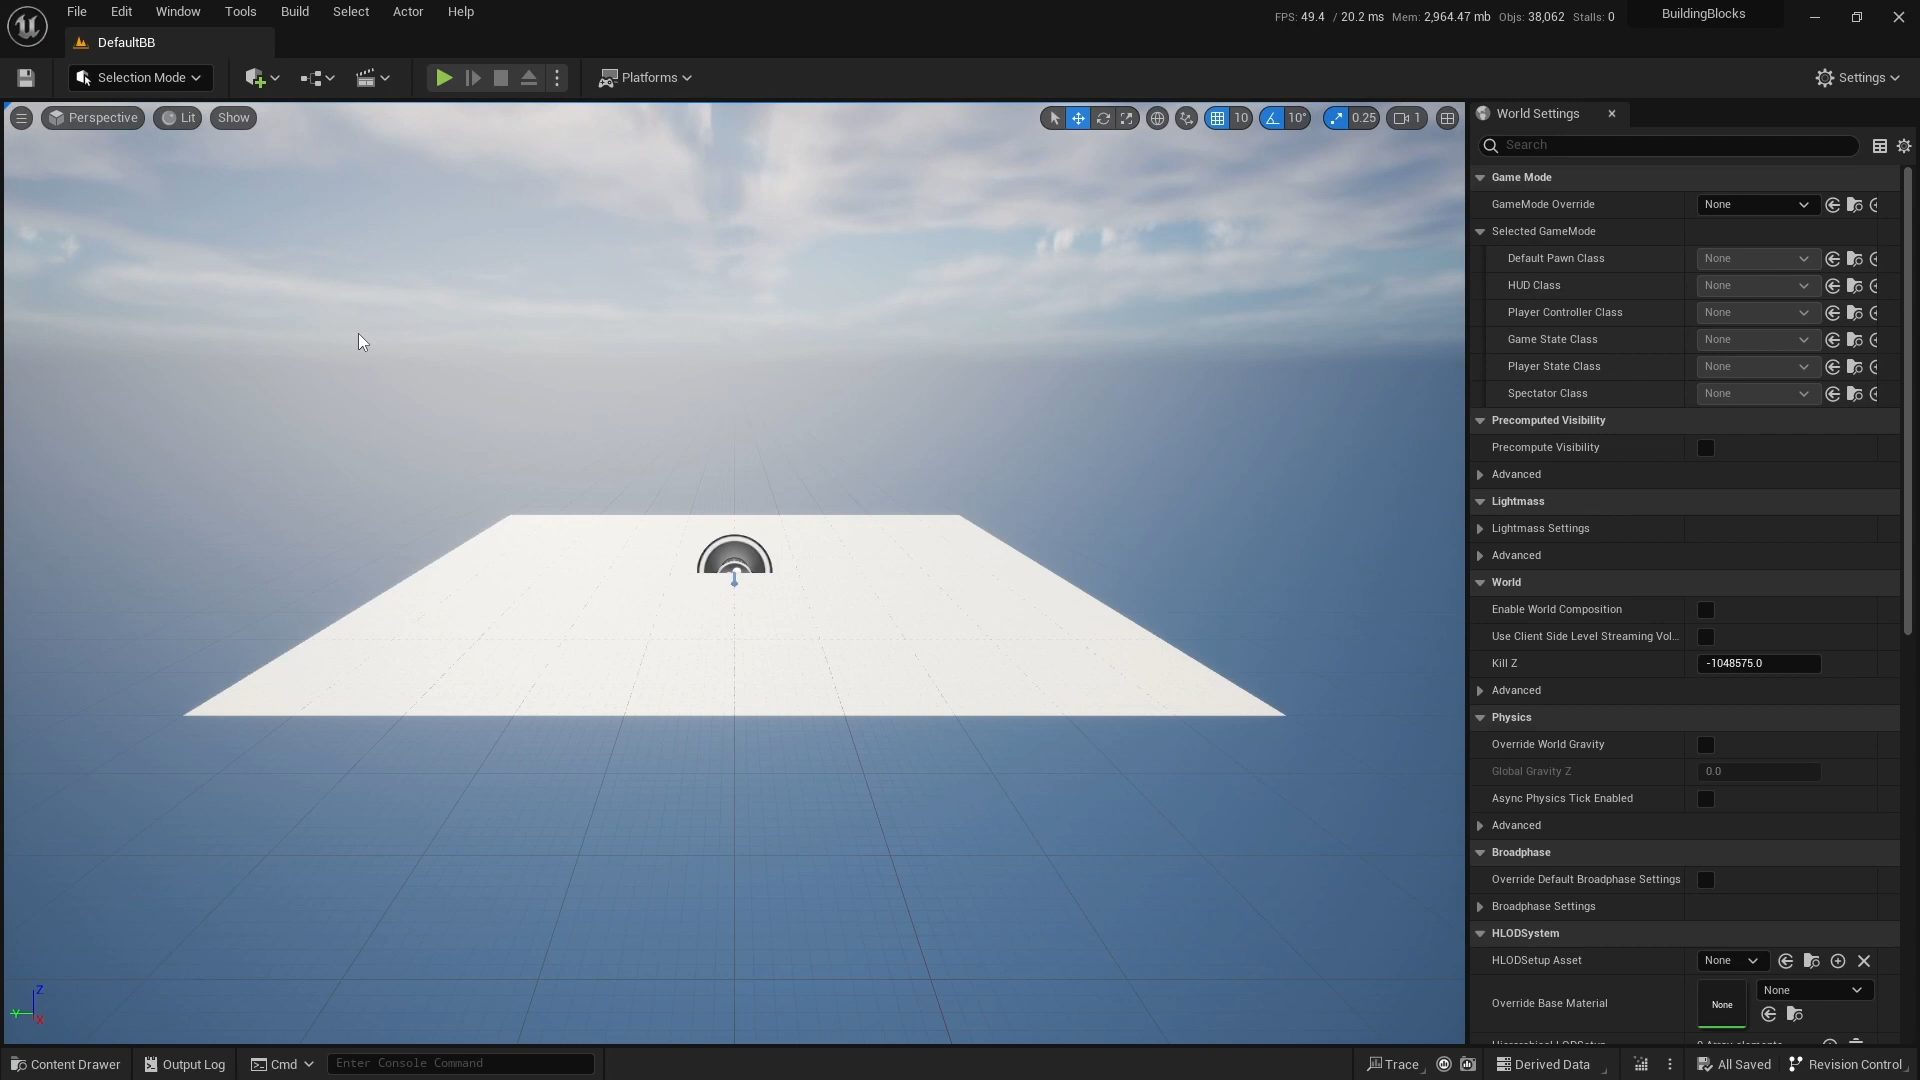 File Edit Window Tools Build Select Actor Help
FPS: 49.4 / 20.2 ms Mem: 2,964.47 mb Objs: 38,062 Stalls: 0
BuildingBlocks
DefaultBB
Selection Mode
Platforms
Settings
Perspective Lit Show
10 10° 0.25 1
World Settings
Search
Game Mode
GameMode Override None
Selected GameMode
Default Pawn Class None
HUD Class None
Player Controller Class None
Game State Class None
Player State Class None
Spectator Class None
Precomputed Visibility
Precompute Visibility
Advanced
Lightmass
Lightmass Settings
Advanced
World
Enable World Composition
Use Client Side Level Streaming Vol...
Kill Z -1048575.0
Advanced
Physics
Override World Gravity
Global Gravity Z 0.0
Async Physics Tick Enabled
Advanced
Broadphase
Override Default Broadphase Settings
Broadphase Settings
HLODSystem
HLODSetup Asset None
None
Override Base Material None
Z
Y
X
Content Drawer Output Log Cmd Enter Console Command
Trace Derived Data All Saved Revision Control